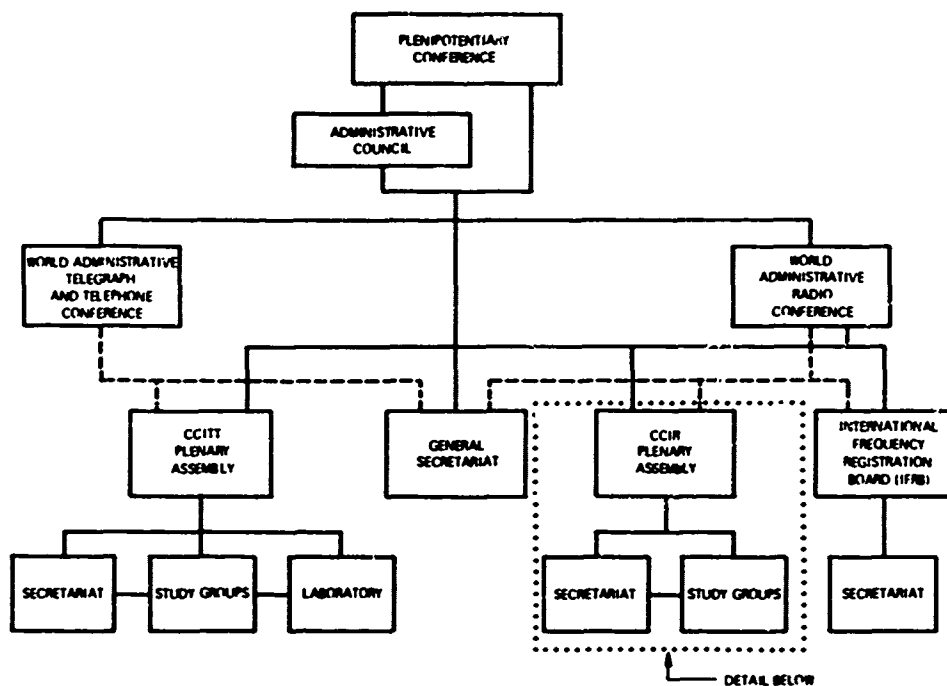 PLENIPOTENTIARY
CONFERENCE
ADMINISTRATIVE
COUNCIL
WORLD ADMINISTRATIVE
TELEGRAPH
AND TELEPHONE
CONFERENCE
WORLD
ADMINISTRATIVE
RADIO
CONFERENCE
CCITT
PLENARY
ASSEMBLY
GENERAL
SECRETARIAT
CCIR
PLENARY
ASSEMBLY
INTERNATIONAL
FREQUENCY
REGISTRATION
BOARD (IFRB)
SECRETARIAT
STUDY GROUPS
LABORATORY
SECRETARIAT
STUDY GROUPS
SECRETARIAT
DETAIL BELOW